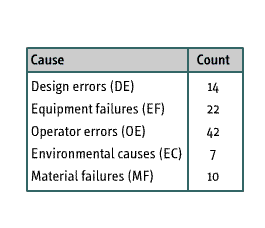 Cause Count
Design errors (DE) 14
Equipment failures (EF) 22
Operator errors (OE) 42
Environmental causes (EC) 7
Material failures (MF) 10